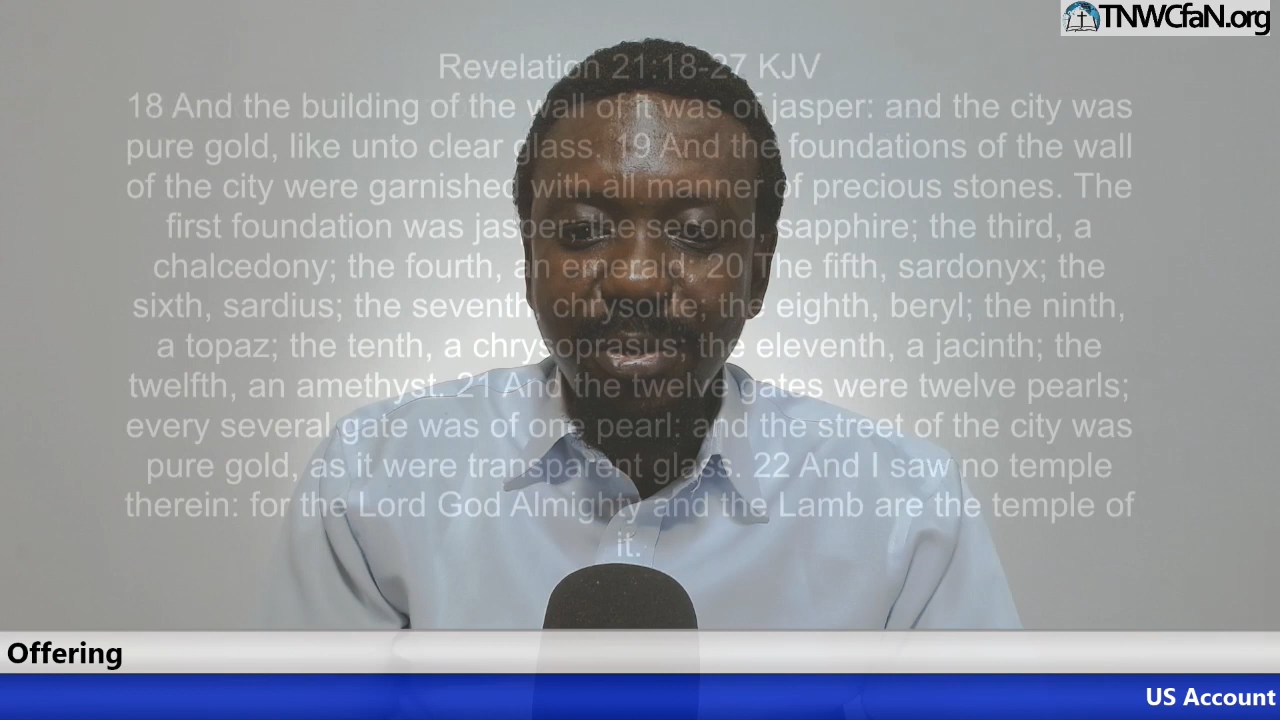 TNWCfaN.org
Revelation 21:18-27 KJV
18 And the building of the wall of it was of jasper: and the city was
pure gold, like unto clear glass. 19 And the foundations of the wall
of the city were garnished with all manner of precious stones. The
first foundation was jasper; the second, sapphire; the third, a
chalcedony; the fourth, an emerald; 20 The fifth, sardonyx; the
sixth, sardius; the seventh, chrysolyte; the eighth, beryl; the ninth,
a topaz; the tenth, a chrysoprasus; the eleventh, a jacinth; the
twelfth, an amethyst. 21 And the twelve gates were twelve pearls;
every several gate was of one pearl: and the street of the city was
pure gold, as it were transparent glass. 22 And I saw no temple
therein: for the Lord God Almighty and the Lamb are the temple of
it.
Offering
US Account